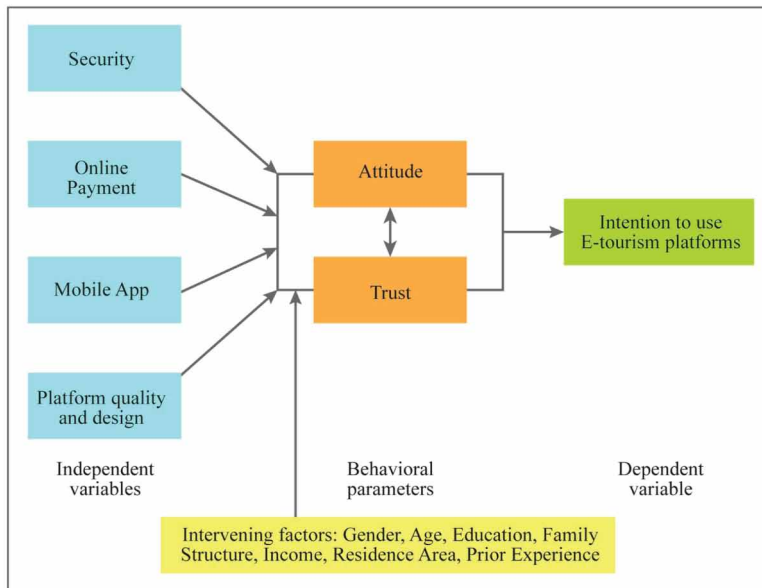 Security
Online
Payment
Mobile App
Platform quality
and design
Attitude
Trust
Intention to use
E-tourism platforms
Independent
variables
Behavioral
parameters
Dependent
variable
Intervening factors: Gender, Age, Education, Family
Structure, Income, Residence Area, Prior Experience